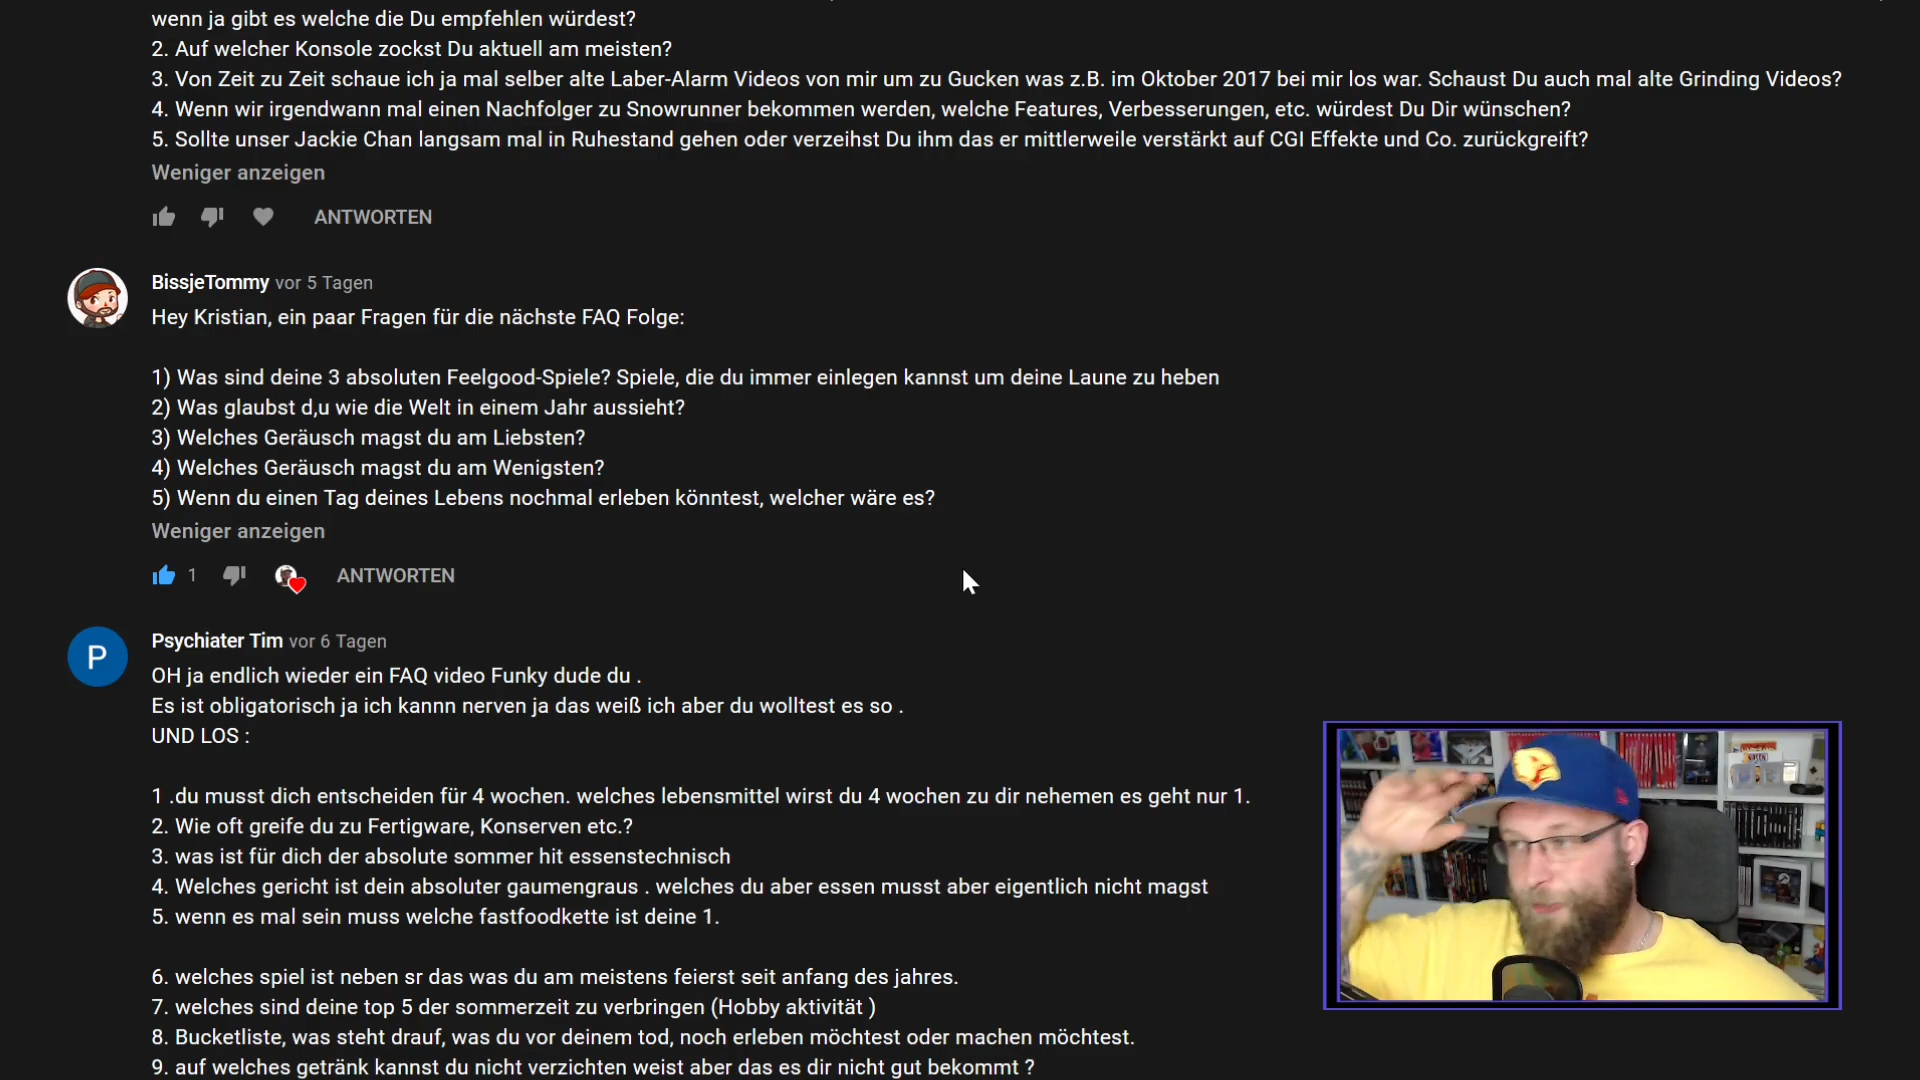 wenn ja gibt es welche die Du empfehlen würdest?
2. Auf welcher Konsole zockst Du aktuell am meisten?
3. Von Zeit zu Zeit schaue ich ja mal selber alte Laber-Alarm Videos von mir um zu Gucken was z.B. im Oktober 2017 bei mir los war. Schaust Du auch mal alte Grinding Videos?
4. Wenn wir irgendwann mal einen Nachfolger zu Snowrunner bekommen werden, welche Features, Verbesserungen, etc. würdest Du Dir wünschen?
5. Sollte unser Jackie Chan langsam mal in Ruhestand gehen oder verzeihst Du ihm das er mittlerweile verstärkt auf CGI Effekte und Co. zurückgreift?
Weniger anzeigen
ANTWORTEN
BissjeTommy vor 5 Tagen
Hey Kristian, ein paar Fragen für die nächste FAQ Folge:
1) Was sind deine 3 absoluten Feelgood-Spiele? Spiele, die du immer einlegen kannst um deine Laune zu heben
2) Was glaubst d,u wie die Welt in einem Jahr aussieht?
3) Welches Geräusch magst du am Liebsten?
4) Welches Geräusch magst du am Wenigsten?
5) Wenn du einen Tag deines Lebens nochmal erleben könntest, welcher wäre es?
Weniger anzeigen
1 ANTWORTEN
P
Psychiater Tim vor 6 Tagen
OH ja endlich wieder ein FAQ video Funky dude du .
Es ist obligatorisch ja ich kannn nerven ja das weiß ich aber du wolltest es so .
UND LOS :
1 .du musst dich entscheiden für 4 wochen. welches lebensmittel wirst du 4 wochen zu dir nehemen es geht nur 1.
2. Wie oft greife du zu Fertigware, Konserven etc.?
3. was ist für dich der absolute sommer hit essenstechnisch
4. Welches gericht ist dein absoluter gaumengraus . welches du aber essen musst aber eigentlich nicht magst
5. wenn es mal sein muss welche fastfoodkette ist deine 1.
6. welches spiel ist neben sr das was du am meistens feierst seit anfang des jahres.
7. welches sind deine top 5 der sommerzeit zu verbringen (Hobby aktivität )
8. Bucketliste, was steht drauf, was du vor deinem tod, noch erleben möchtest oder machen möchtest.
9. auf welches getränk kannst du nicht verzichten weist aber das es dir nicht gut bekommt ?